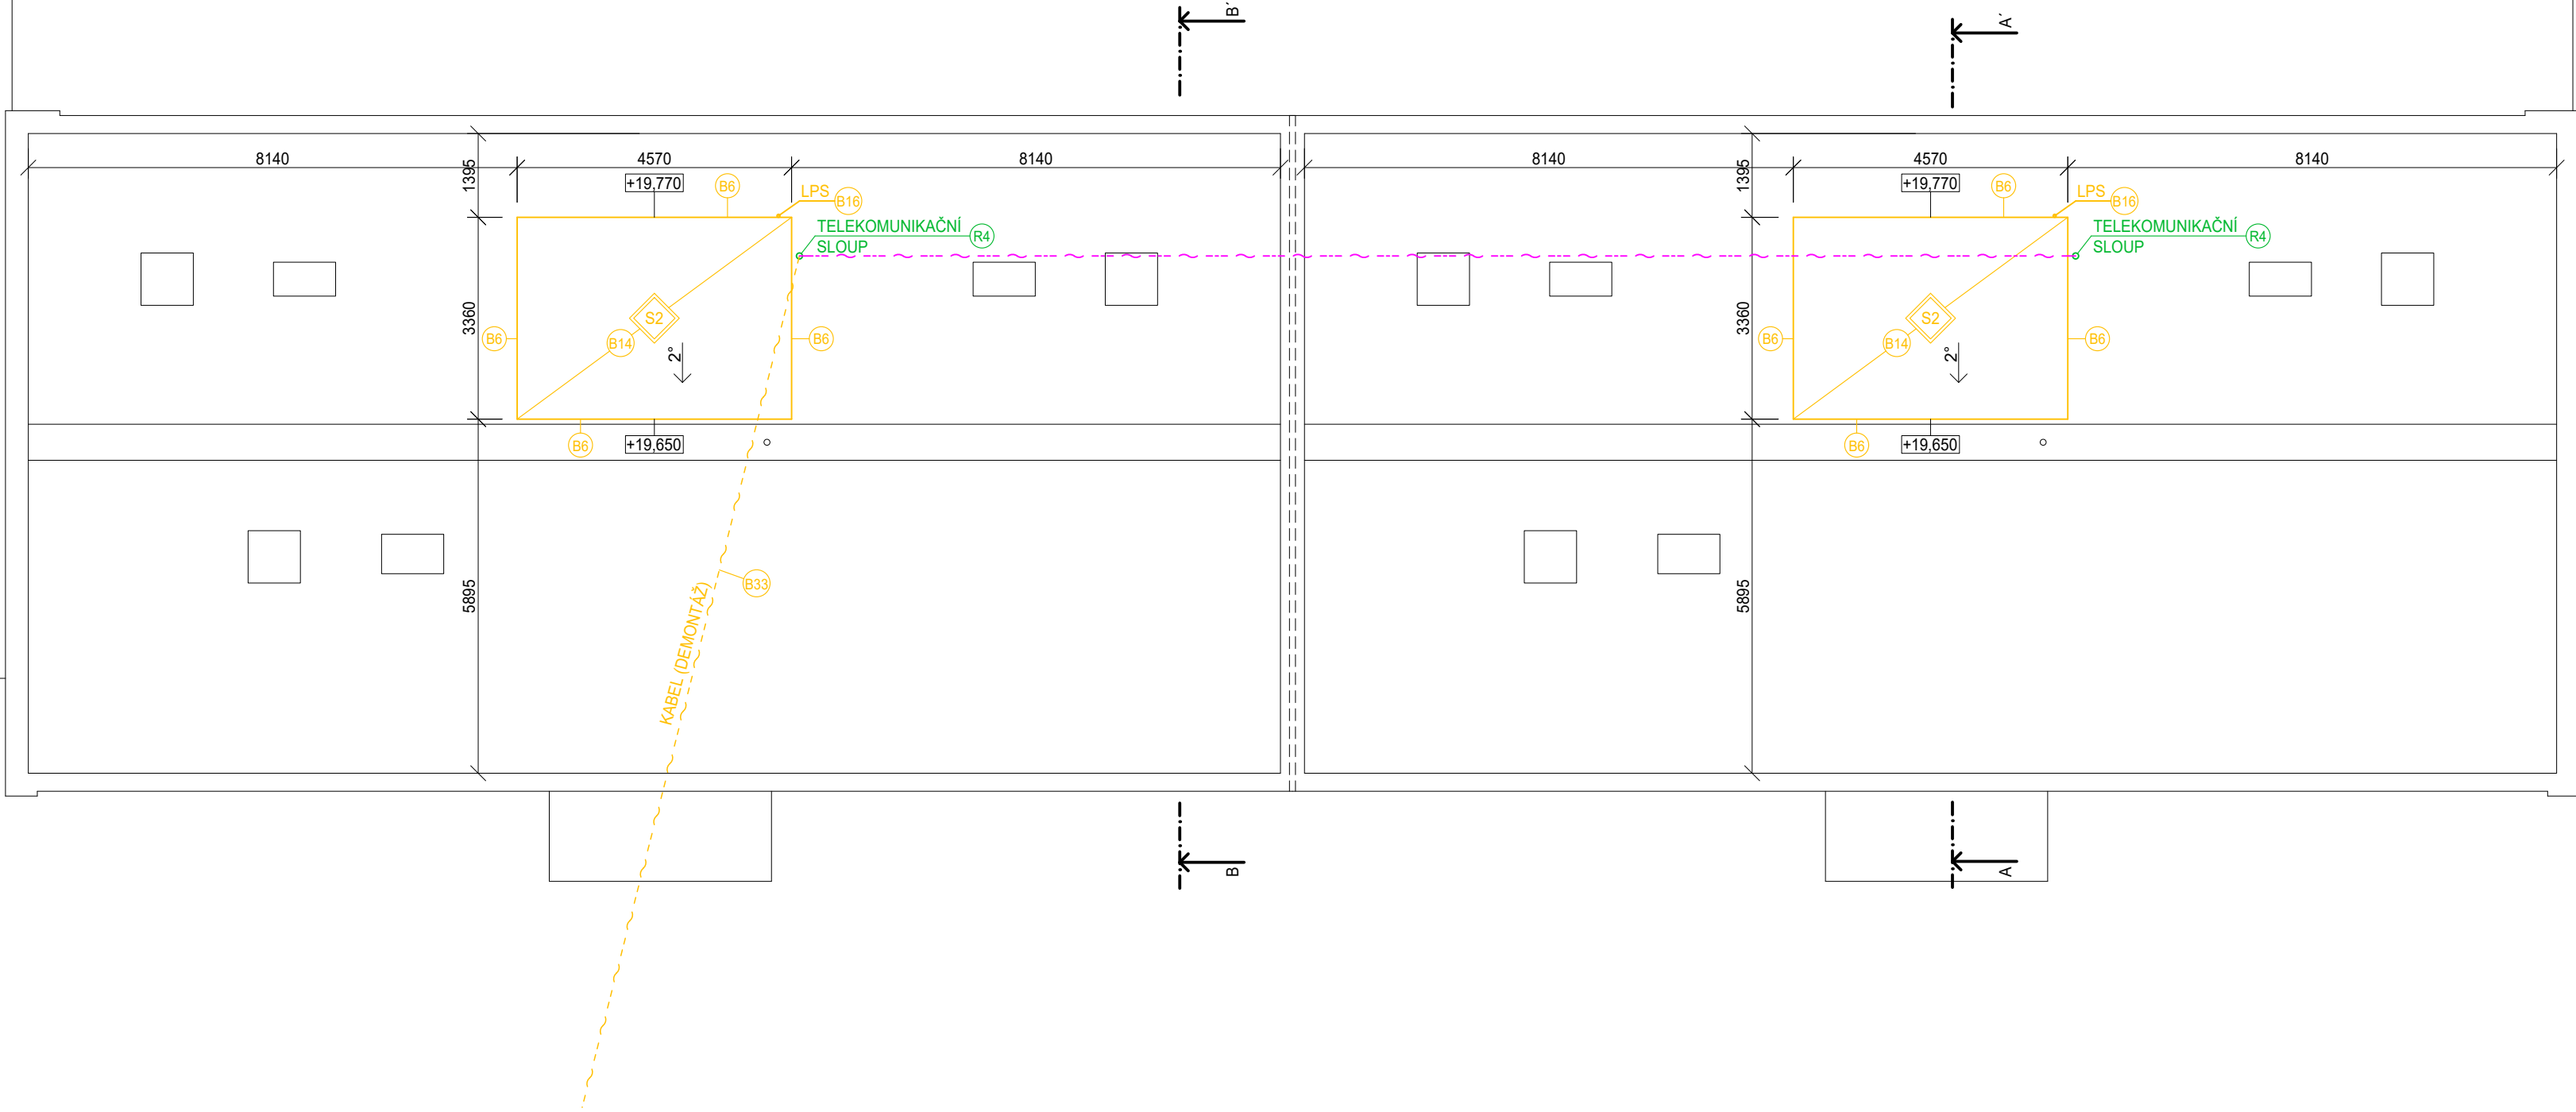 B´
A´
8140
4570
8140
8140
4570
8140
1395
+19,770
B6
LPS
B16
1395
+19,770
B6
LPS
B16
TELEKOMUNIKAČNÍ
SLOUP
R4
TELEKOMUNIKAČNÍ
SLOUP
R4
3360
S2
B6
B14
2°
B6
3360
S2
B6
B14
2°
B6
B6
+19,650
B6
+19,650
5895
KABEL (DEMONTÁŽ)
B33
5895
B
A